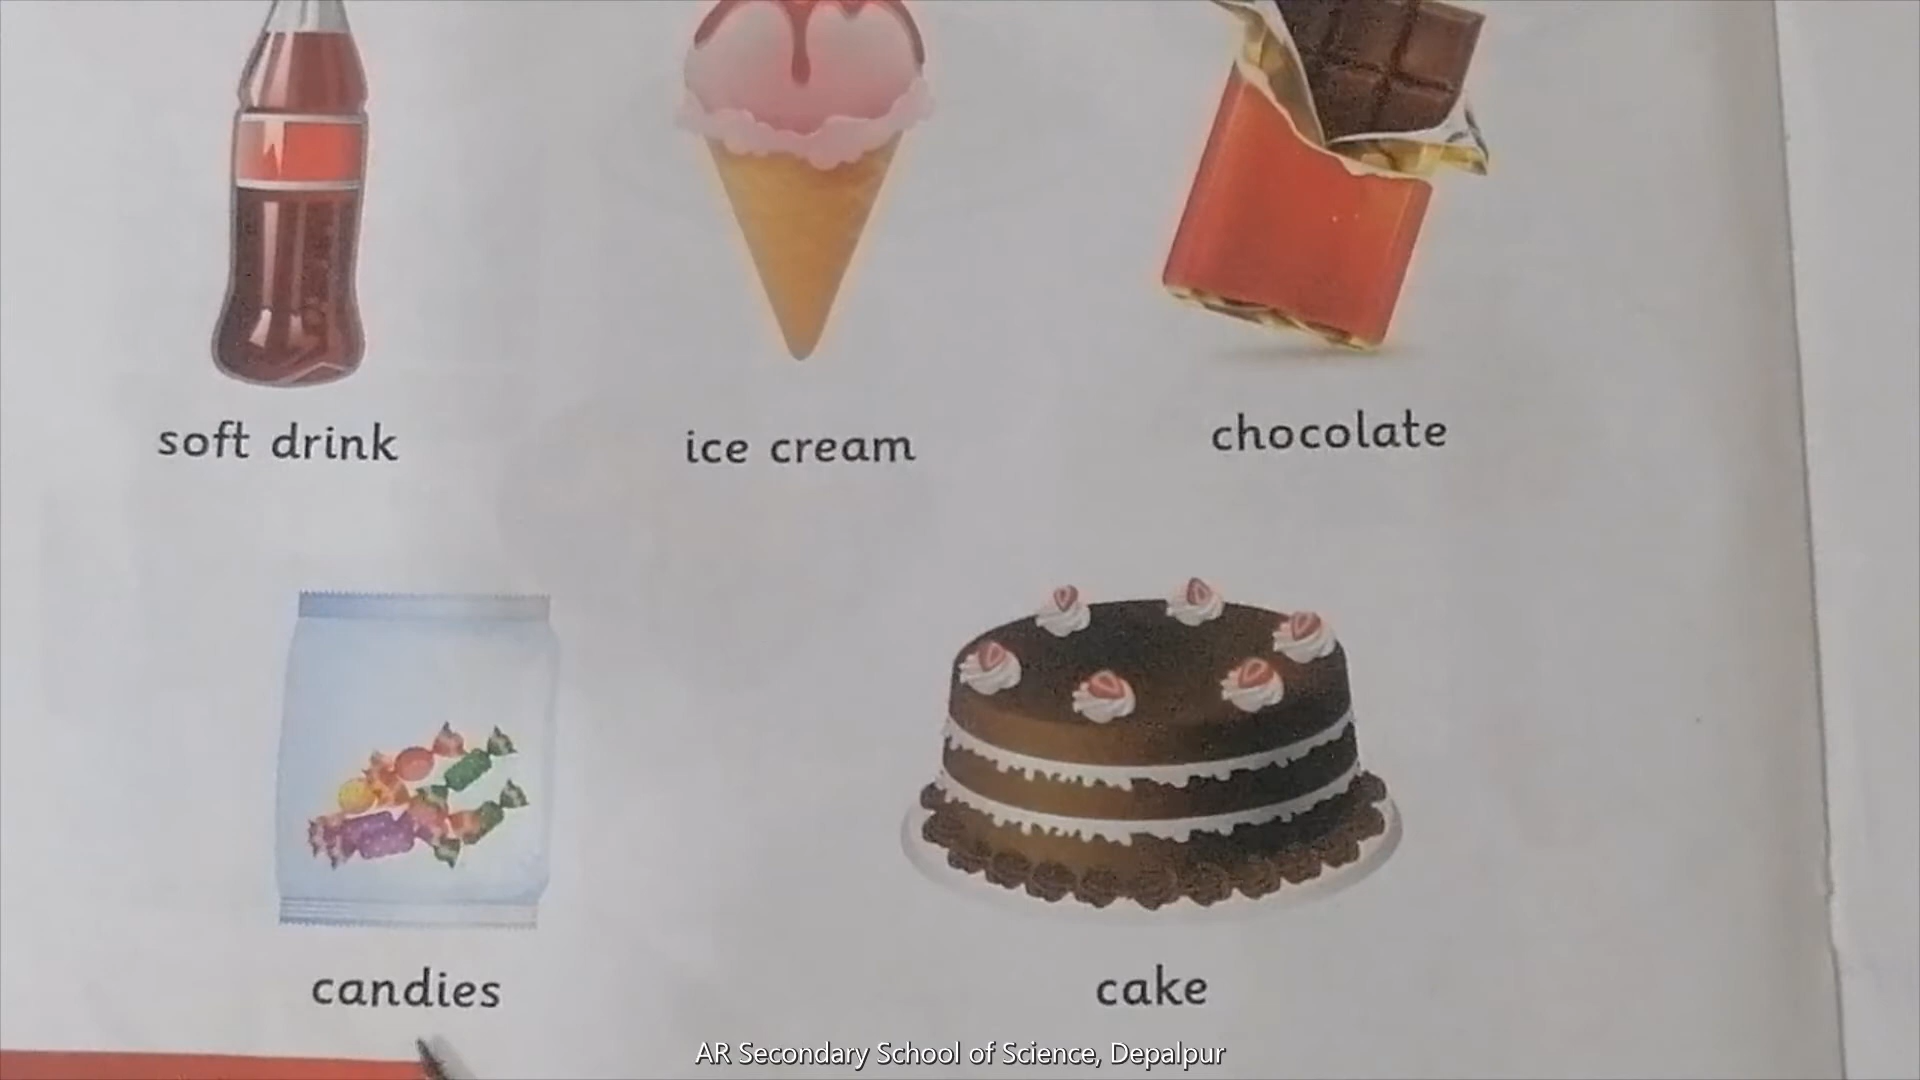 soft drink
ice cream
chocolate
candies
cake
AR Secondary School of Science, Depalpur